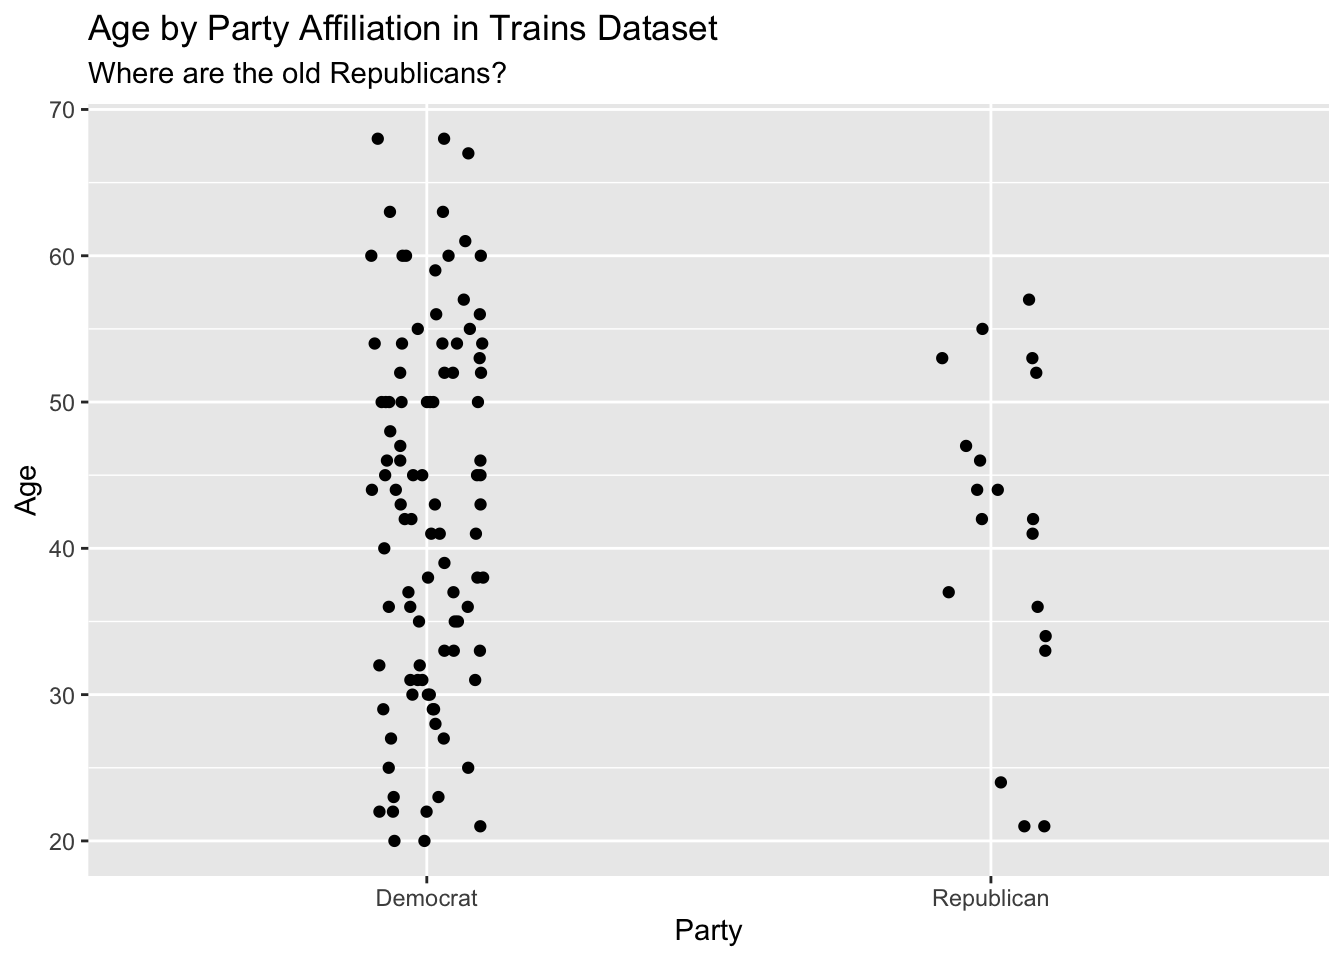 Age by Party Affiliation in Trains Dataset
Where are the old Republicans?
70
60
50
40
30
20
Age
Democrat
Republican
Party